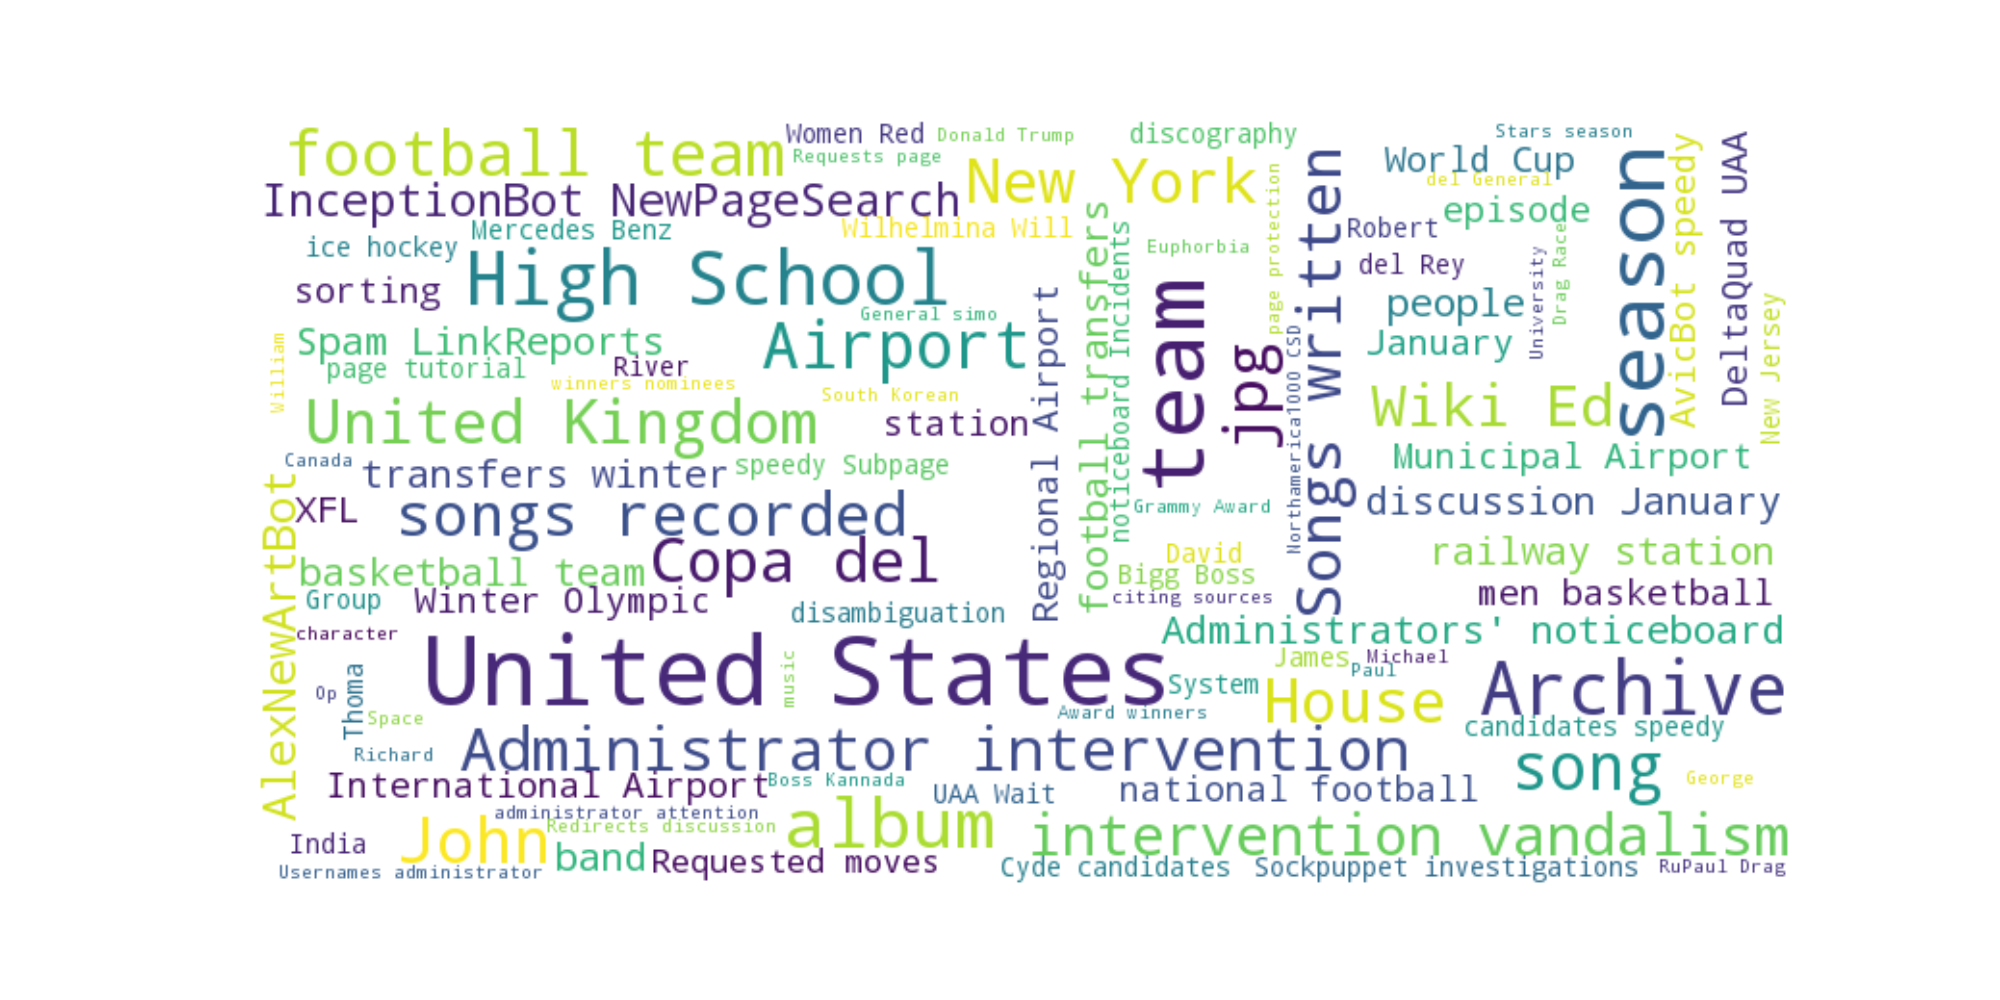 football team
Women Red
Donald Trump
discography
Stars season
Requests page
InceptionBot NewPageSearch
New York
World Cup
del General
Mercedes Benz
Wilhelmina Will
episode
Robert
ice hockey
High School
Euphorbia
del Rey
sorting
people
General simo
Spam LinkReports
Airport
January
page tutorial
River
winners nominees
South Korean
United Kingdom
station
Wiki Ed
Canada
transfers winter
speedy Subpage
Municipal Airport
XFL
songs recorded
Grammy Award
discussion January
basketball team
Copa del
David
Bigg Boss
railway station
Group
Winter Olympic
disambiguation
citing sources
men basketball
character
United States
Administrators' noticeboard
James
Michael
Paul
System
House
Archive
Op
Space
Award winners
candidates speedy
Richard
Administrator intervention
song
International Airport
Boss Kannada
UAA Wait
national football
George
administrator attention
John
Redirects discussion
album
intervention vandalism
India
band
Requested moves
Usernames administrator
Cyde candidates
Sockpuppet investigations
RuPaul Drag
William
AlexNewArtBot
Thoma
music
Regional Airport
football transfers
noticeboard Incidents
team
jpg
page protection
Northamerica1000 CSD
Songs written
University
Drag Race
season
AvicBot speedy
DeltaQuad UAA
New Jersey